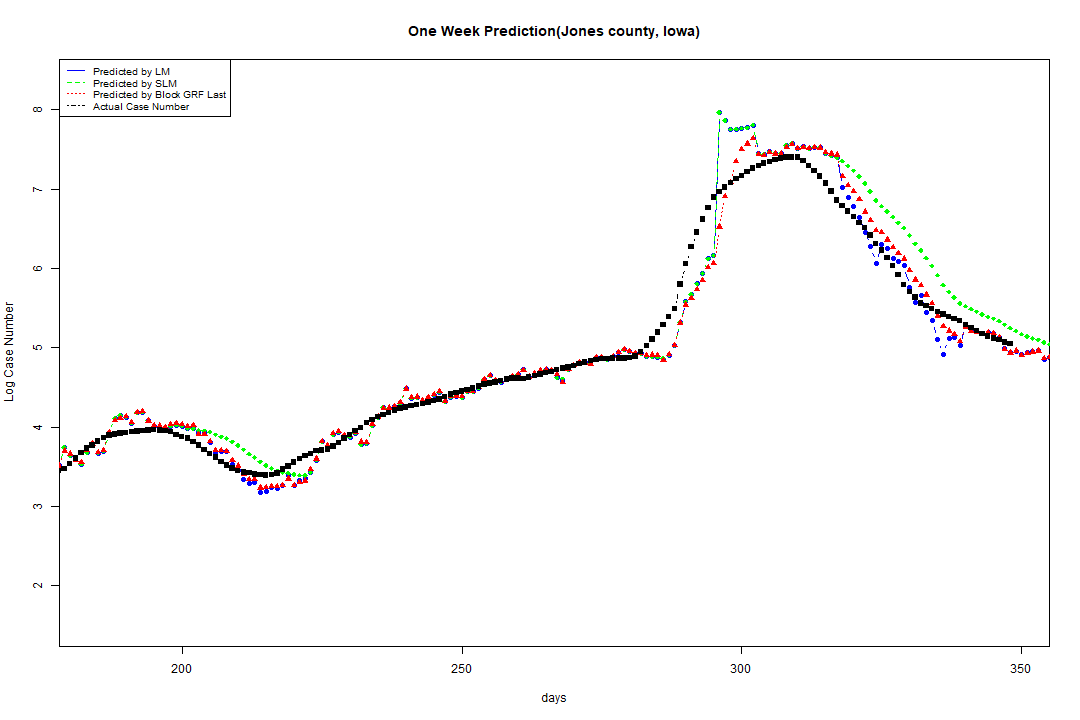 One Week Prediction(Jones county, Iowa)
Predicted by LM
Predicted by SLM
Predicted by Block GRF Last
Actual Case Number
8
7
6
5
4
3
2
Log Case Number
200 250 300 350
days